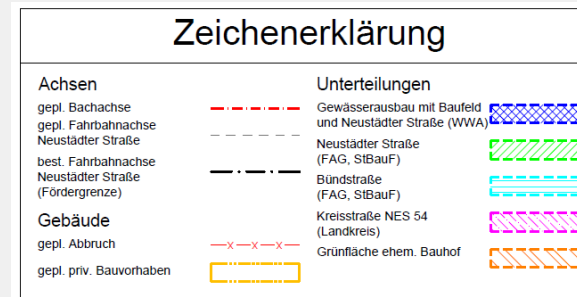 Zeichenerklärung
Achsen
gepl. Bachachse
gepl. Fahrbahnachse
Neustädter Straße
best. Fahrbahnachse
Neustädter Straße
(Fördergrenze)
Gebäude
gepl. Abbruch
x x x
gepl. priv. Bauvorhaben
Unterteilungen
Gewässerausbau mit Baufeld
und Neustädter Straße (WWA)
Neustädter Straße
(FAG, StBauF)
Bündstraße
(FAG, StBauF)
Kreisstraße NES 54
(Landkreis)
Grünfläche ehem. Bauhof